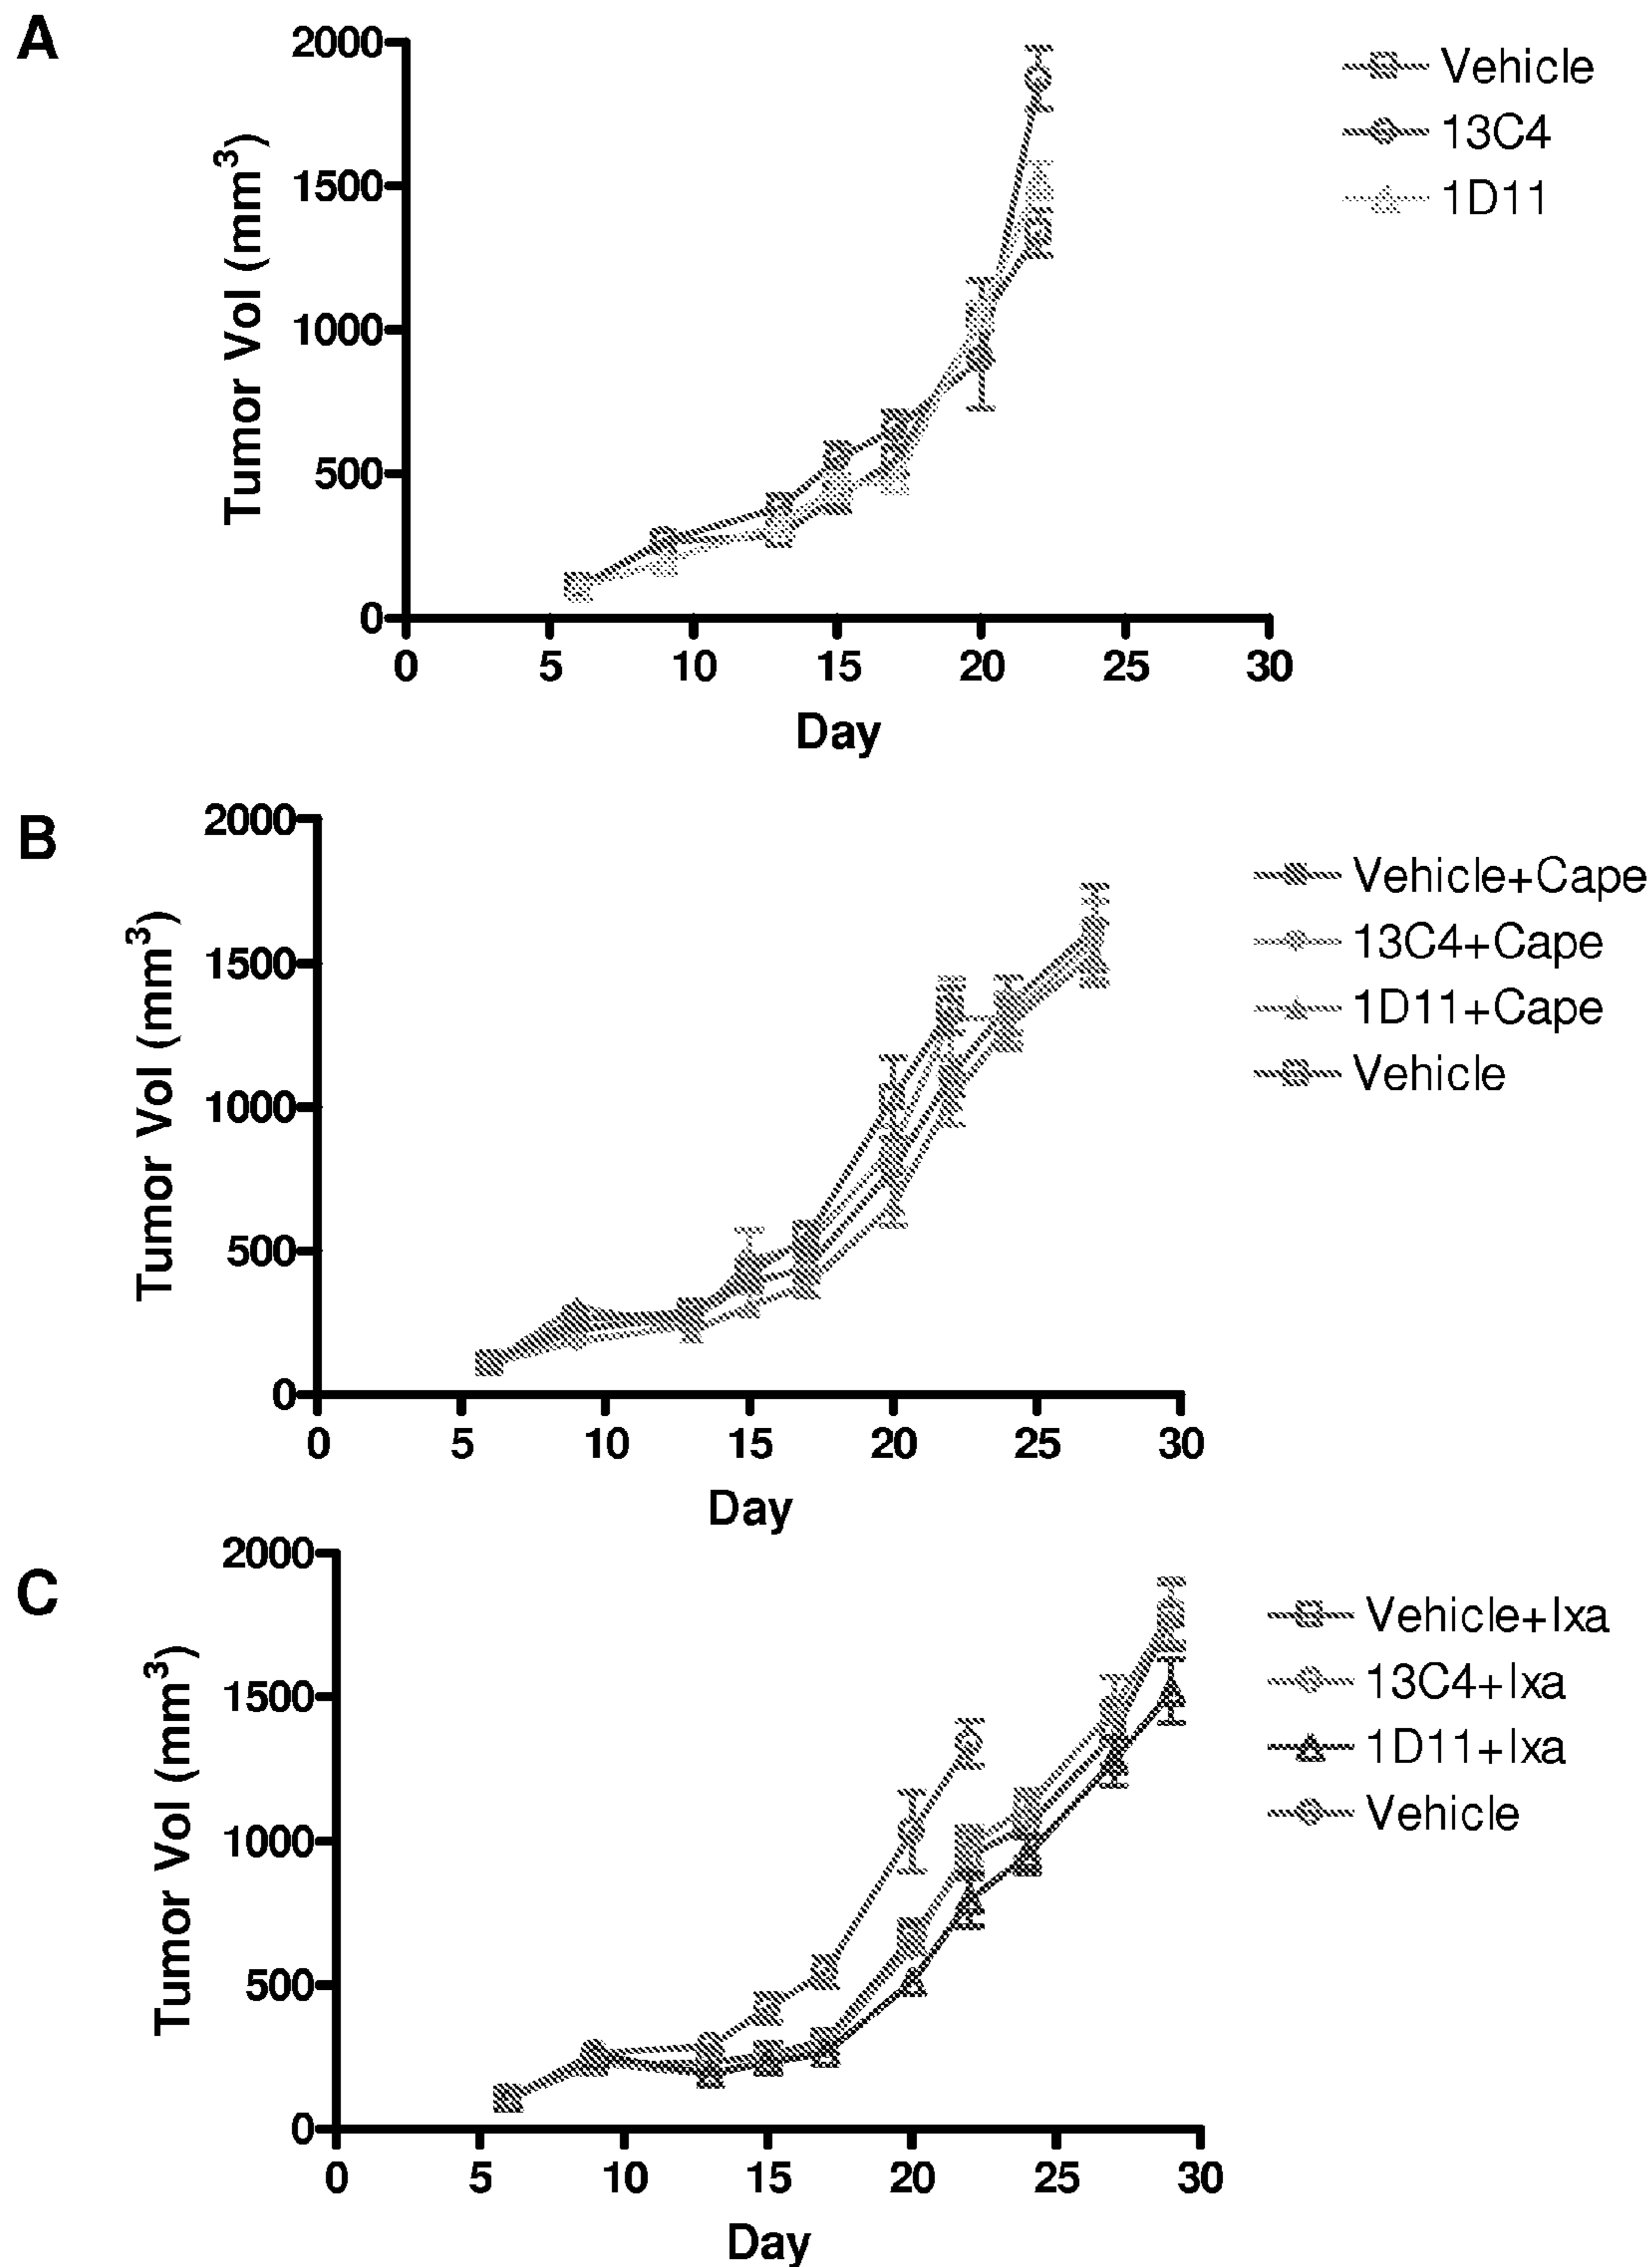 A
2000
1500
1000
500
0
Tumor Vol (mm³)
0 5 10 15 20 25 30
Day
Vehicle
13C4
1D11
B
2000
1500
1000
500
0
Tumor Vol (mm³)
0 5 10 15 20 25 30
Day
Vehicle+Cape
13C4+Cape
1D11+Cape
Vehicle
C
2000
1500
1000
500
0
Tumor Vol (mm³)
0 5 10 15 20 25 30
Day
Vehicle+Ixa
13C4+Ixa
1D11+Ixa
Vehicle